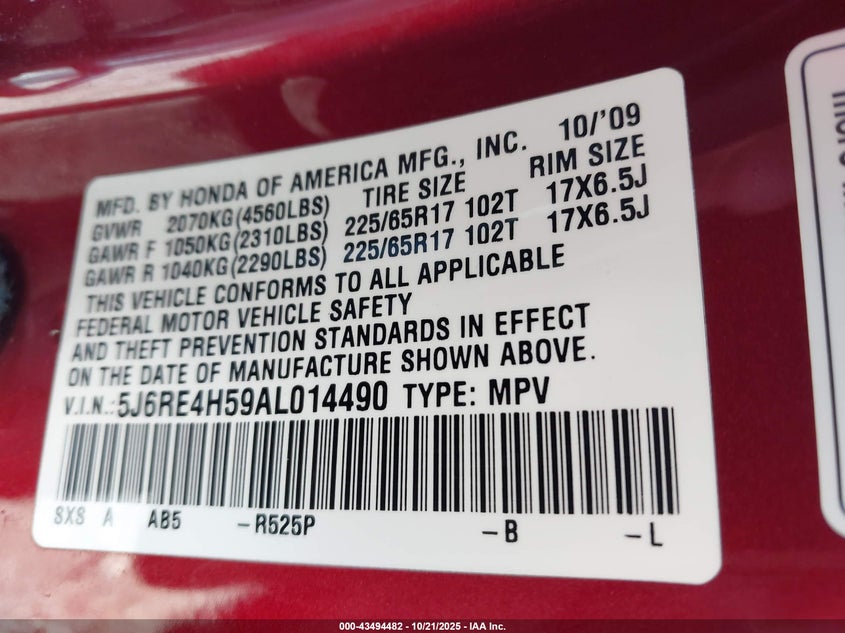 MFD. BY HONDA OF AMERICA MFG., INC. 10/'09
GVWR 2070KG(4560LBS) TIRE SIZE RIM SIZE
GAWR F 1050KG(2310LBS) 225/65R17 102T 17X6.5J
GAWR R 1040KG(2290LBS) 225/65R17 102T 17X6.5J
THIS VEHICLE CONFORMS TO ALL APPLICABLE
FEDERAL MOTOR VEHICLE SAFETY
AND THEFT PREVENTION STANDARDS IN EFFECT
ON THE DATE OF MANUFACTURE SHOWN ABOVE.
V.I.N.: 5J6RE4H59AL014490 TYPE: MPV
SXS A AB5 -R525P -B -L
000-43494482 - 10/21/2025 - IAA Inc.